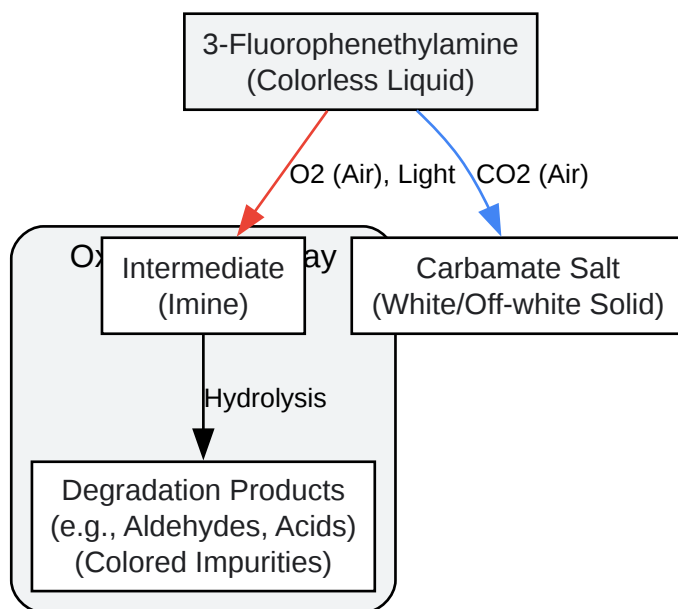 3-Fluorophenethylamine
(Colorless Liquid)
O2 (Air), Light
CO2 (Air)
Intermediate
(Imine)
Carbamate Salt
(White/Off-white Solid)
Hydrolysis
Degradation Products
(e.g., Aldehydes, Acids)
(Colored Impurities)